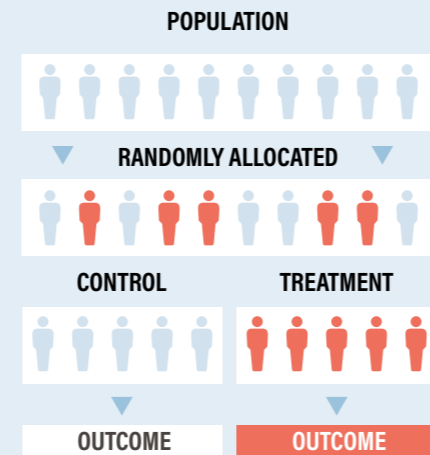 POPULATION
RANDOMLY ALLOCATED
CONTROL TREATMENT
OUTCOME OUTCOME